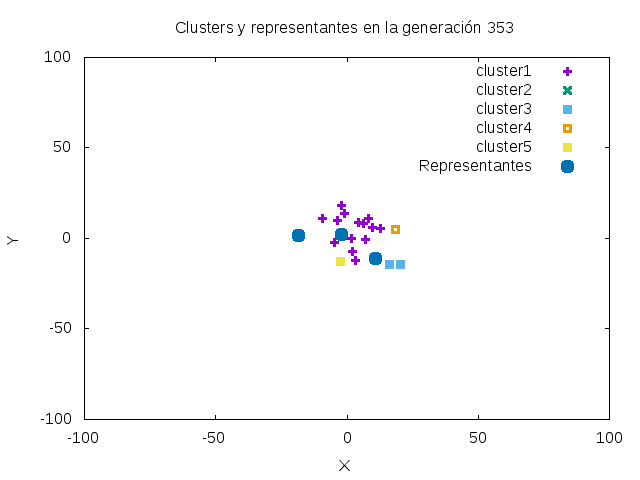 Clusters y representantes en la generación 353
100
50
0
-50
-100
-100 -50 0 50 100
Y
X
cluster1
cluster2
cluster3
cluster4
cluster5
Representantes